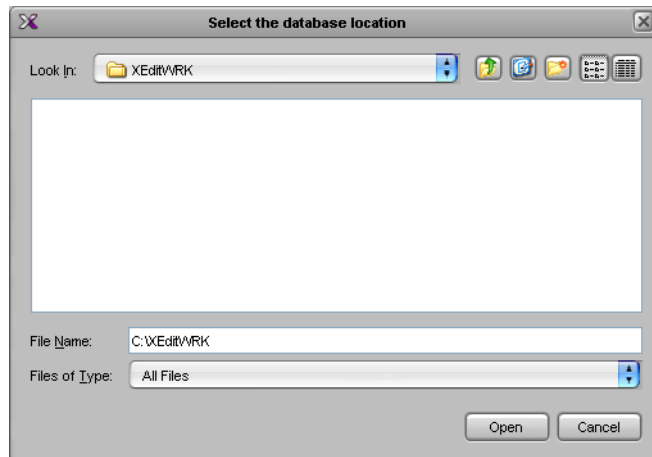 Select the database location
Look In: XEditWRK
File Name: C:\XEditWRK
Files of Type: All Files
Open Cancel